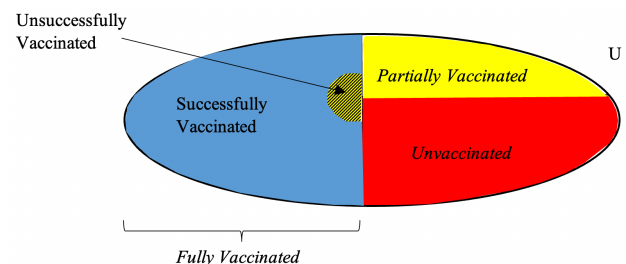 Unsuccessfully
Vaccinated
U
Partially Vaccinated
Successfully
Vaccinated
Unvaccinated
Fully Vaccinated